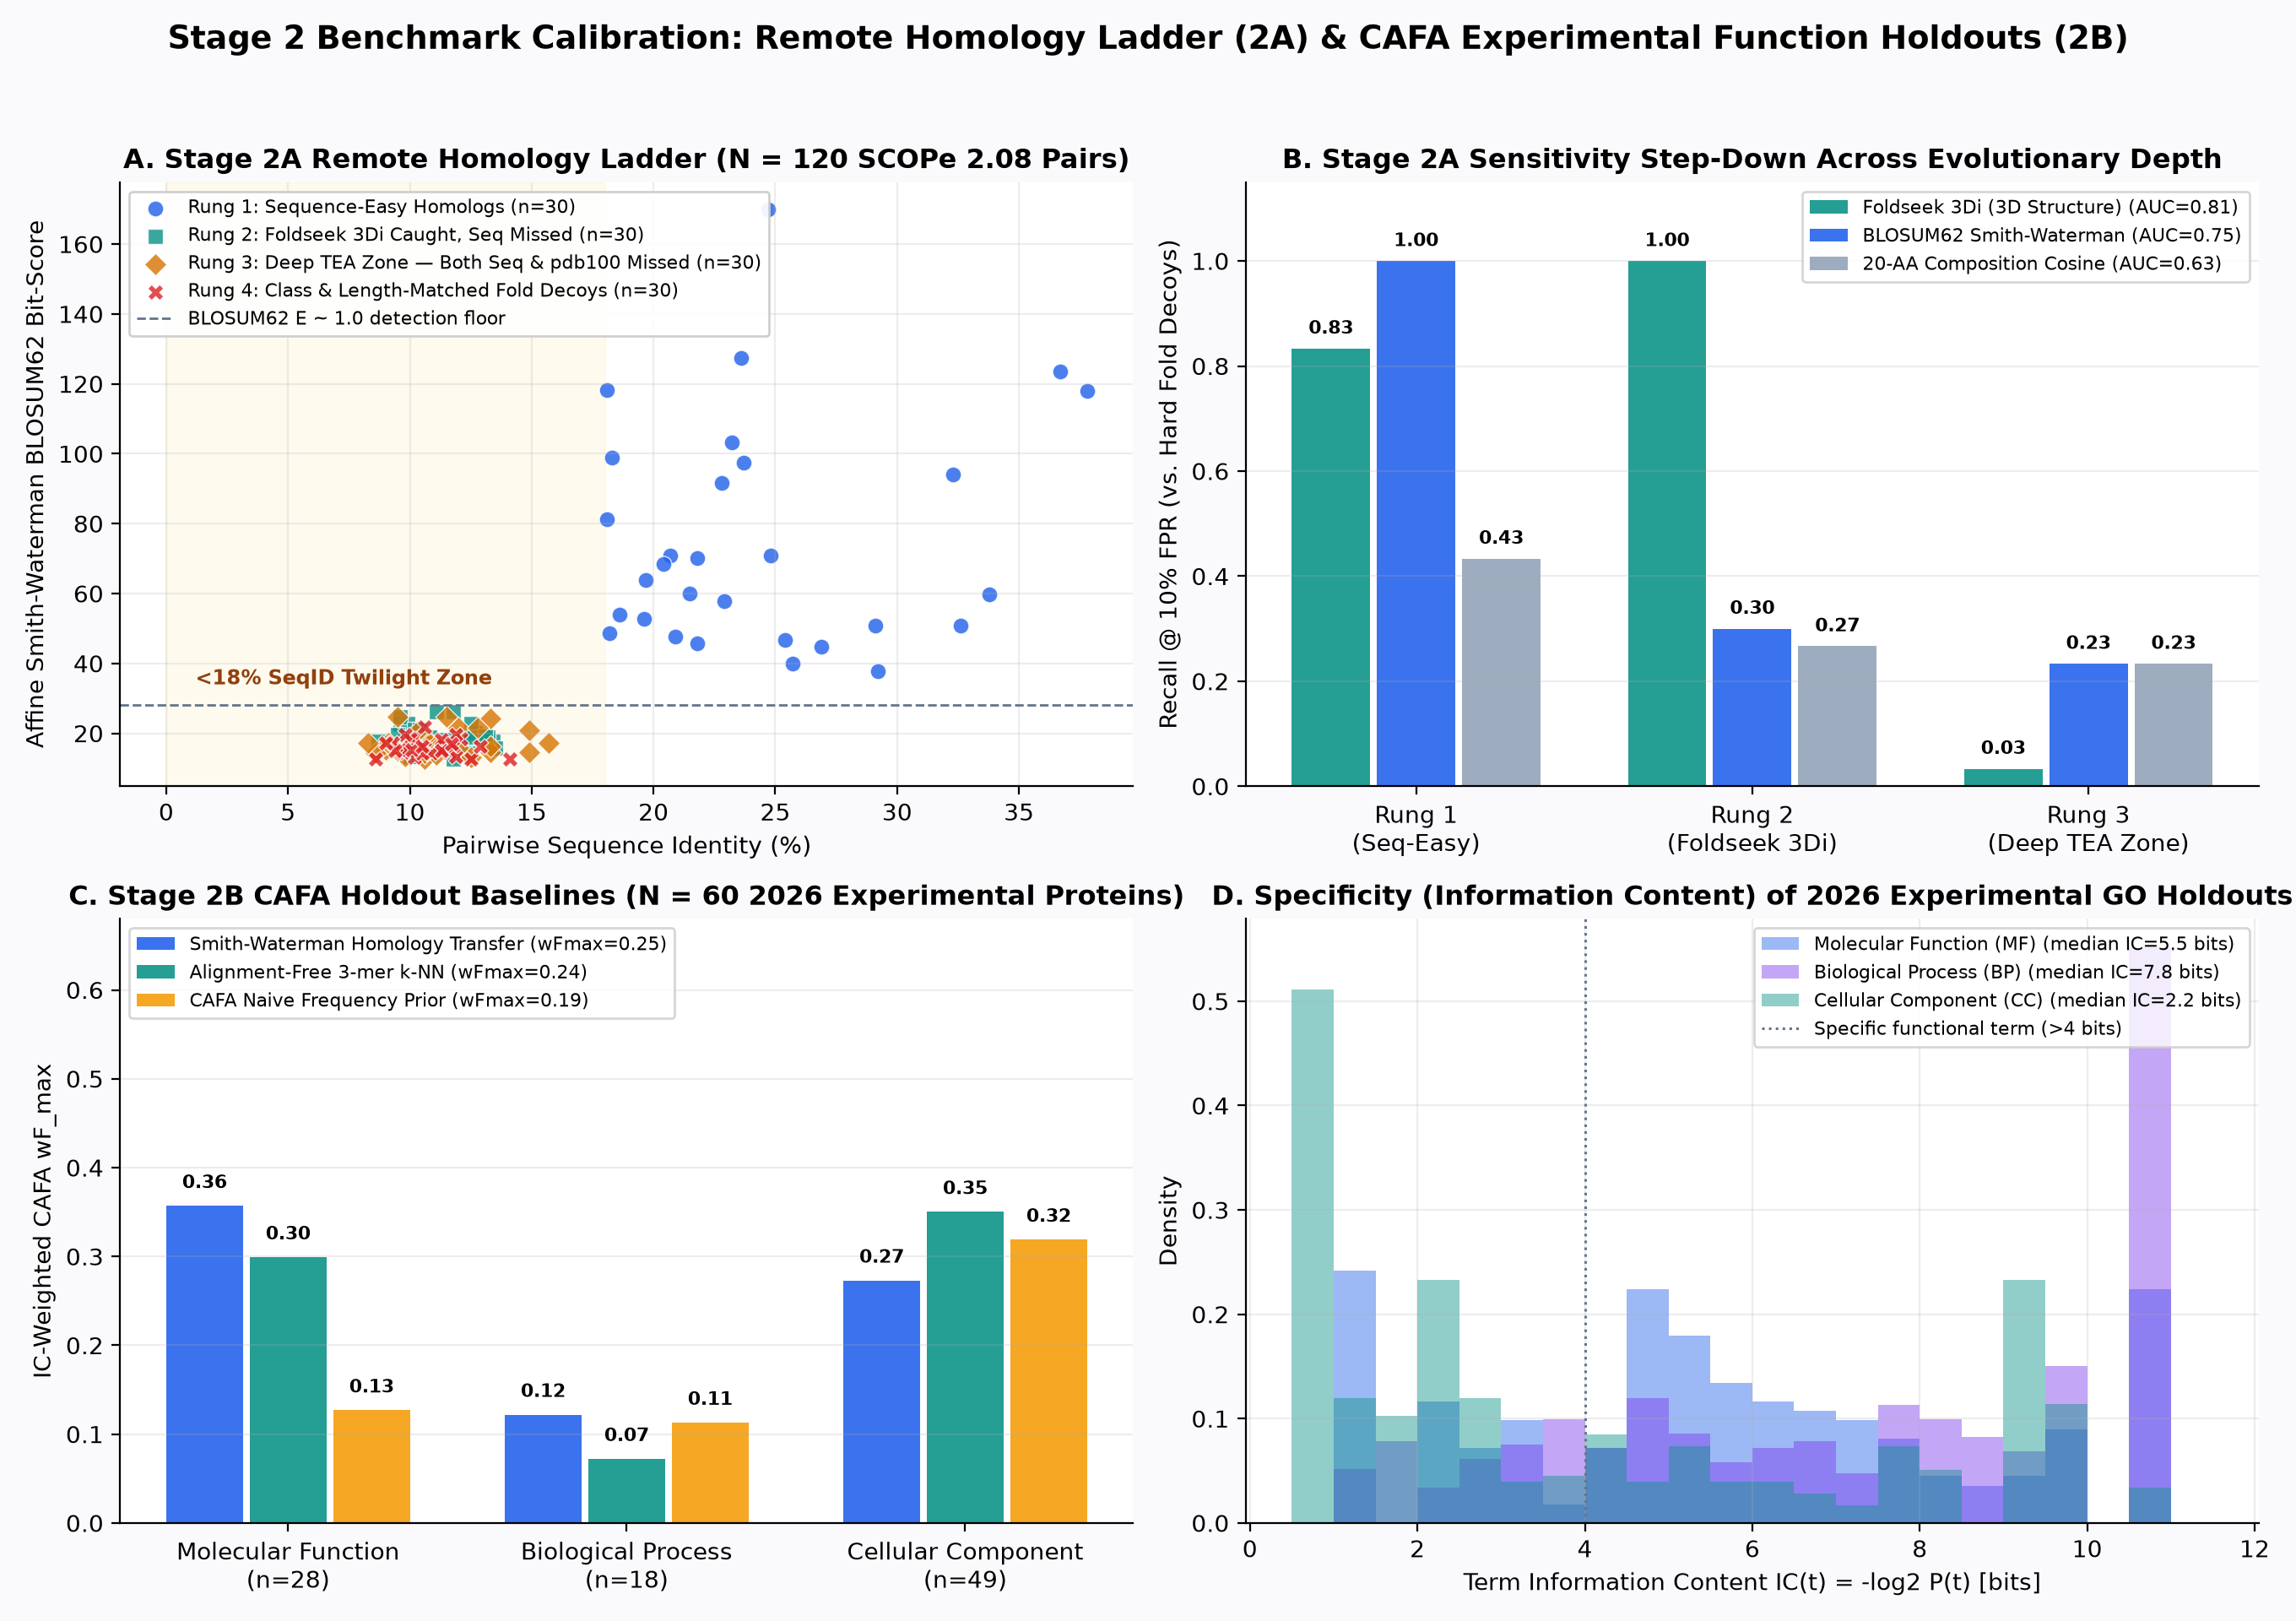 Stage 2 Benchmark Calibration: Remote Homology Ladder (2A) & CAFA Experimental Function Holdouts (2B)
A. Stage 2A Remote Homology Ladder (N = 120 SCOPe 2.08 Pairs)
Affine Smith-Waterman BLOSUM62 Bit-Score
160
140
120
100
80
60
40
20
Rung 1: Sequence-Easy Homologs (n=30)
Rung 2: Foldseek 3Di Caught, Seq Missed (n=30)
Rung 3: Deep TEA Zone — Both Seq & pdb100 Missed (n=30)
Rung 4: Class & Length-Matched Fold Decoys (n=30)
BLOSUM62 E ~ 1.0 detection floor
<18% SeqID Twilight Zone
0
5
10
15
20
25
30
35
Pairwise Sequence Identity (%)
B. Stage 2A Sensitivity Step-Down Across Evolutionary Depth
Recall @ 10% FPR (vs. Hard Fold Decoys)
1.0
0.8
0.6
0.4
0.2
0.0
Foldseek 3Di (3D Structure) (AUC=0.81)
BLOSUM62 Smith-Waterman (AUC=0.75)
20-AA Composition Cosine (AUC=0.63)
0.83
1.00
0.43
1.00
0.30
0.27
0.03
0.23
0.23
Rung 1
(Seq-Easy)
Rung 2
(Foldseek 3Di)
Rung 3
(Deep TEA Zone)
C. Stage 2B CAFA Holdout Baselines (N = 60 2026 Experimental Proteins)
IC-Weighted CAFA wF_max
0.6
0.5
0.4
0.3
0.2
0.1
0.0
Smith-Waterman Homology Transfer (wFmax=0.25)
Alignment-Free 3-mer k-NN (wFmax=0.24)
CAFA Naive Frequency Prior (wFmax=0.19)
0.36
0.30
0.13
0.12
0.07
0.11
0.27
0.35
0.32
Molecular Function
(n=28)
Biological Process
(n=18)
Cellular Component
(n=49)
D. Specificity (Information Content) of 2026 Experimental GO Holdouts
Density
0.5
0.4
0.3
0.2
0.1
0.0
Molecular Function (MF) (median IC=5.5 bits)
Biological Process (BP) (median IC=7.8 bits)
Cellular Component (CC) (median IC=2.2 bits)
Specific functional term (>4 bits)
0
2
4
6
8
10
12
Term Information Content IC(t) = -log2 P(t) [bits]